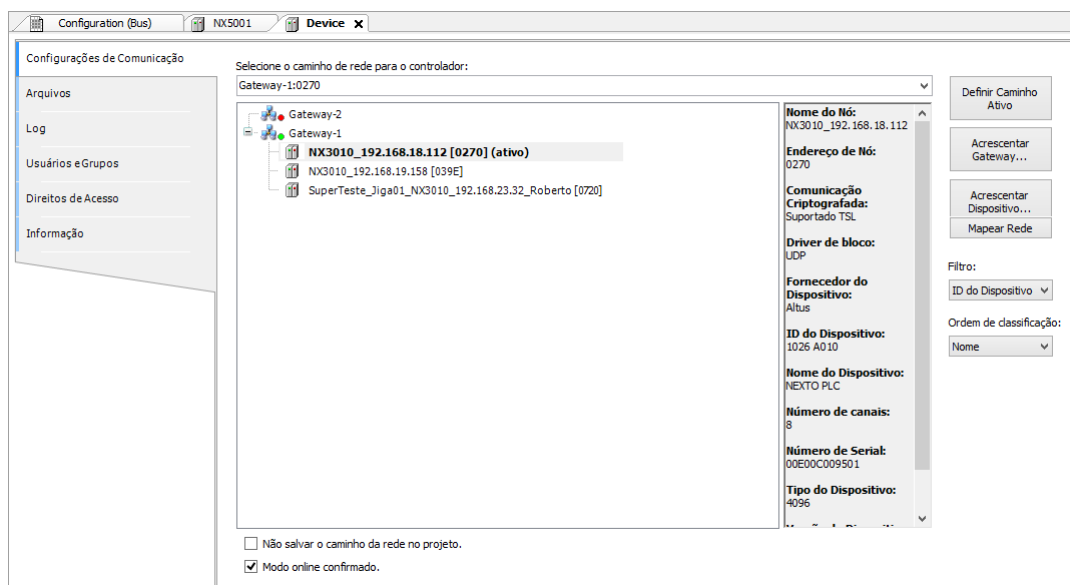 Configuration (Bus)
NX5001
Device
Configurações de Comunicação
Arquivos
Log
Usuários eGrupos
Direitos de Acesso
Informação
Selecione o caminho de rede para o controlador:
Gateway-1:0270
Gateway-2
Gateway-1
NX3010_192.168.18.112 [0270] (ativo)
NX3010_192.168.19.158 [039E]
SuperTeste_Jiga01_NX3010_192.168.23.32_Roberto [0720]
Nome do Nó:
NX3010_192.168.18.112
Endereço de Nó:
0270
Comunicação
Criptografada:
Suportado TSL
Driver de bloco:
UDP
Fornecedor do
Dispositivo:
Altus
ID do Dispositivo:
1026 A010
Nome do Dispositivo:
NEXTO PLC
Número de canais:
8
Número de Serial:
00E00C009501
Tipo do Dispositivo:
4096
Definir Caminho
Ativo
Acrescentar
Gateway...
Acrescentar
Dispositivo...
Mapear Rede
Filtro:
ID do Dispositivo
Ordem de classificação:
Nome
Não salvar o caminho da rede no projeto.
Modo online confirmado.